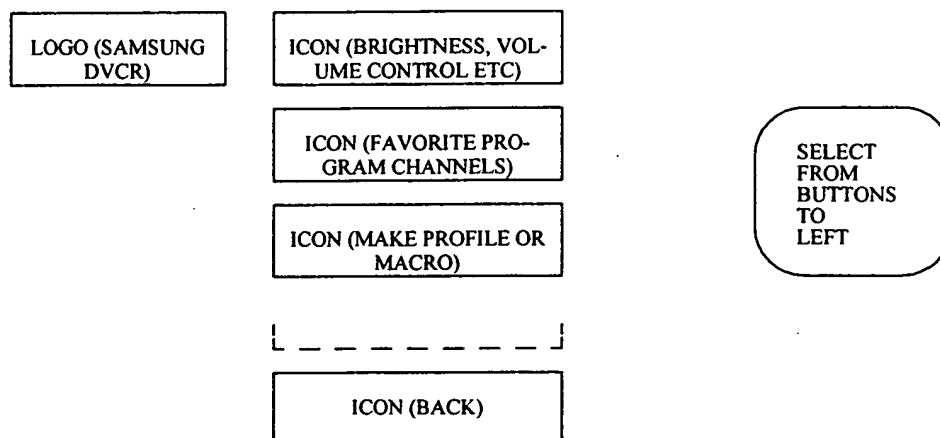 LOGO (SAMSUNG
DVCR)
ICON (BRIGHTNESS, VOL-
UME CONTROL ETC)
ICON (FAVORITE PRO-
GRAM CHANNELS)
ICON (MAKE PROFILE OR
MACRO)
ICON (BACK)
SELECT
FROM
BUTTONS
TO
LEFT